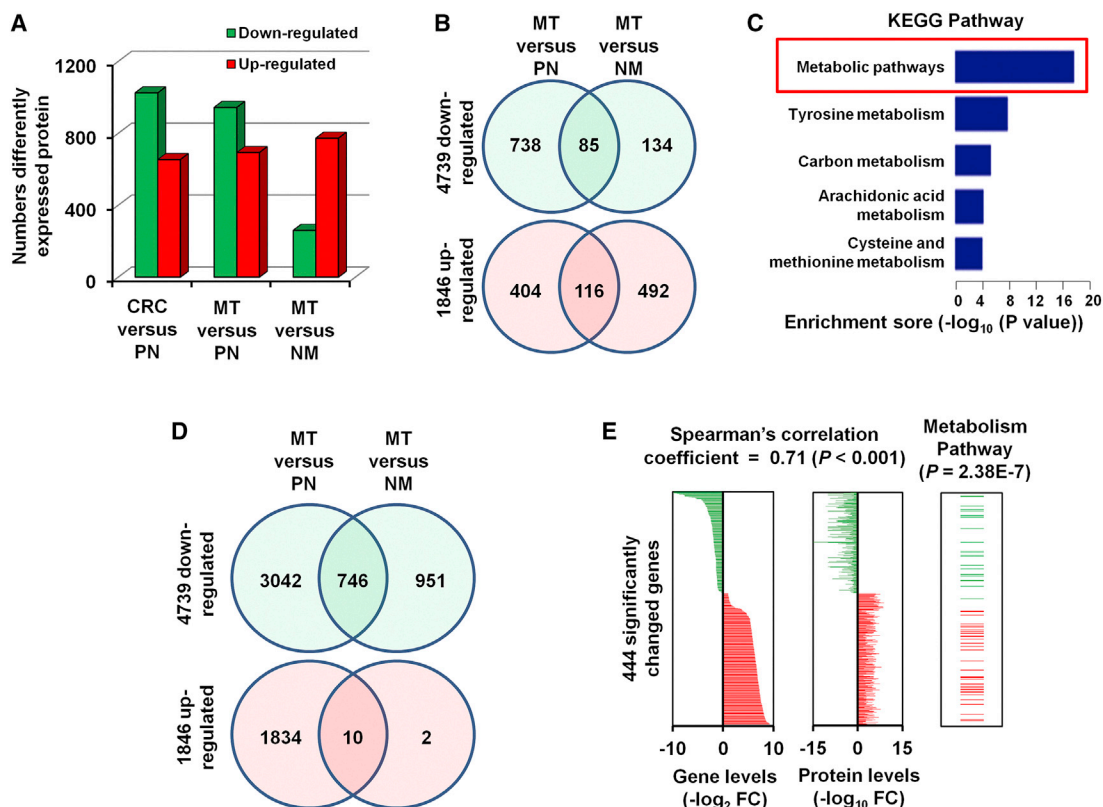 A
Down-regulated
Up-regulated
Numbers differently
expressed protein
1200
800
400
0
CRC
versus
PN
MT
versus
PN
MT
versus
NM
B
MT
versus
PN
MT
versus
NM
4739 down-
regulated
738
85
134
1846 up-
regulated
404
116
492
C
KEGG Pathway
Metabolic pathways
Tyrosine metabolism
Carbon metabolism
Arachidonic acid
metabolism
Cysteine and
methionine metabolism
0 4 8 12 16 20
Enrichment sore (-log10 (P value))
D
MT
versus
PN
MT
versus
NM
4739 down-
regulated
3042
746
951
1846 up-
regulated
1834
10
2
E
Spearman's correlation
coefficient = 0.71 (P < 0.001)
Metabolism
Pathway
(P = 2.38E-7)
444 significantly
changed genes
-10 0 10
Gene levels
(-log2 FC)
-15 0 15
Protein levels
(-log10 FC)